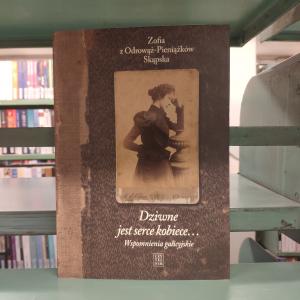 Zofia
z Odrowąż-Pieniążków
Skąpska
Dziwne
jest serce kobiece...
Wspomnienia galicyjskie